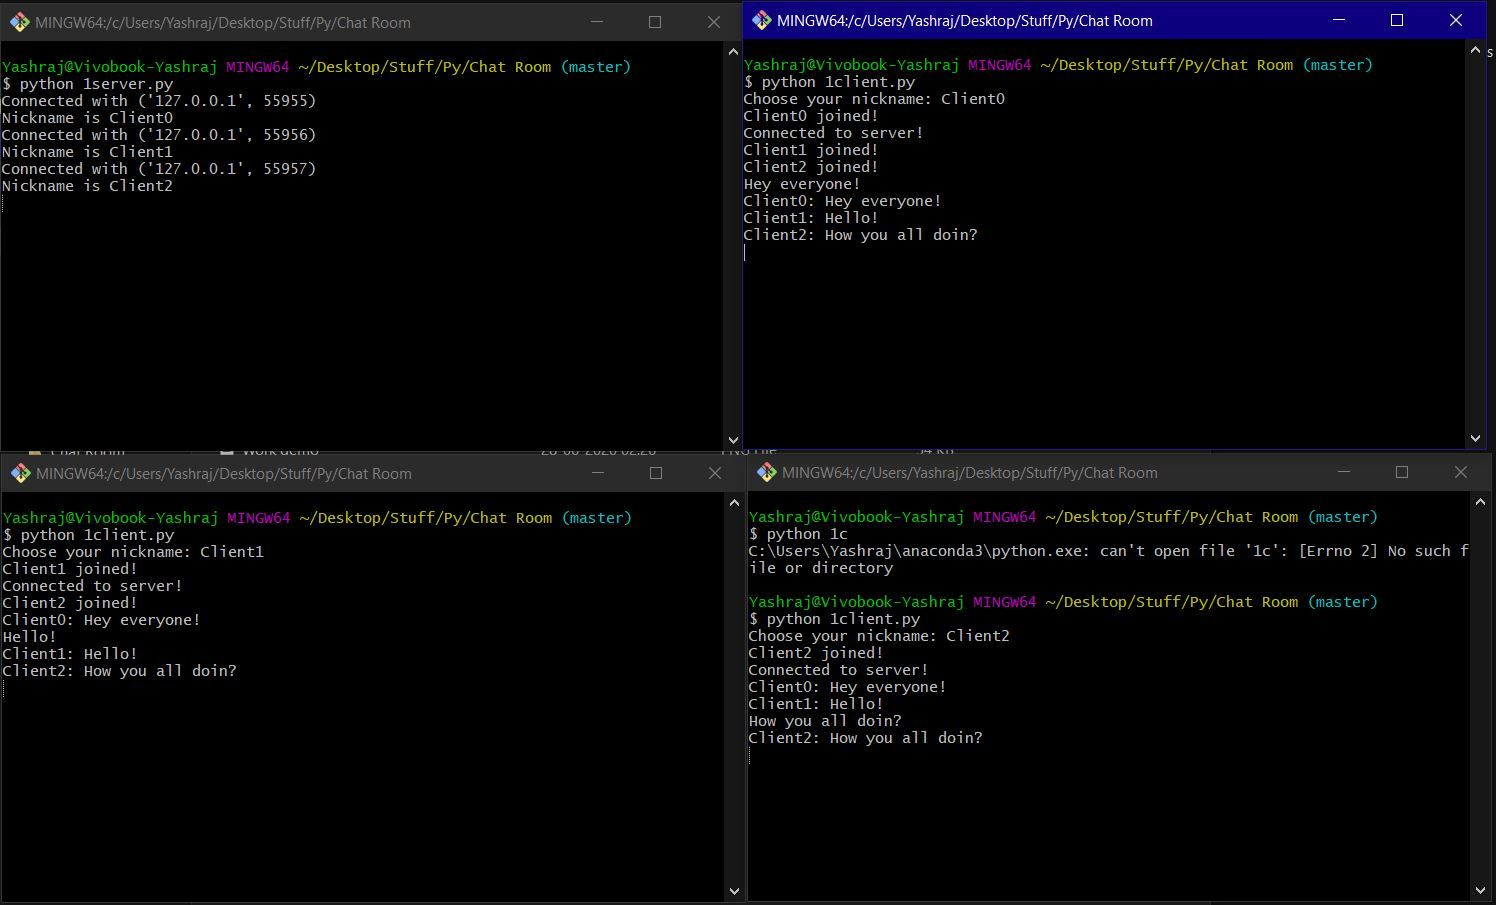 MINGW64:/c/Users/Yashraj/Desktop/Stuff/Py/Chat Room
Yashraj@Vivobook-Yashraj MINGW64 ~/Desktop/Stuff/Py/Chat Room (master)
$ python 1server.py
Connected with ('127.0.0.1', 55955)
Nickname is Client0
Connected with ('127.0.0.1', 55956)
Nickname is Client1
Connected with ('127.0.0.1', 55957)
Nickname is Client2
MINGW64:/c/Users/Yashraj/Desktop/Stuff/Py/Chat Room
Yashraj@Vivobook-Yashraj MINGW64 ~/Desktop/Stuff/Py/Chat Room (master)
$ python 1client.py
Choose your nickname: Client0
Client0 joined!
Connected to server!
Client1 joined!
Client2 joined!
Hey everyone!
Client0: Hey everyone!
Client1: Hello!
Client2: How you all doin?
MINGW64:/c/Users/Yashraj/Desktop/Stuff/Py/Chat Room
Yashraj@Vivobook-Yashraj MINGW64 ~/Desktop/Stuff/Py/Chat Room (master)
$ python 1client.py
Choose your nickname: Client1
Client1 joined!
Connected to server!
Client2 joined!
Client0: Hey everyone!
Hello!
Client1: Hello!
Client2: How you all doin?
MINGW64:/c/Users/Yashraj/Desktop/Stuff/Py/Chat Room
Yashraj@Vivobook-Yashraj MINGW64 ~/Desktop/Stuff/Py/Chat Room (master)
$ python 1c
C:\Users\Yashraj\anaconda3\python.exe: can't open file '1c': [Errno 2] No such f
ile or directory
Yashraj@Vivobook-Yashraj MINGW64 ~/Desktop/Stuff/Py/Chat Room (master)
$ python 1client.py
Choose your nickname: Client2
Client2 joined!
Connected to server!
Client0: Hey everyone!
Client1: Hello!
How you all doin?
Client2: How you all doin?